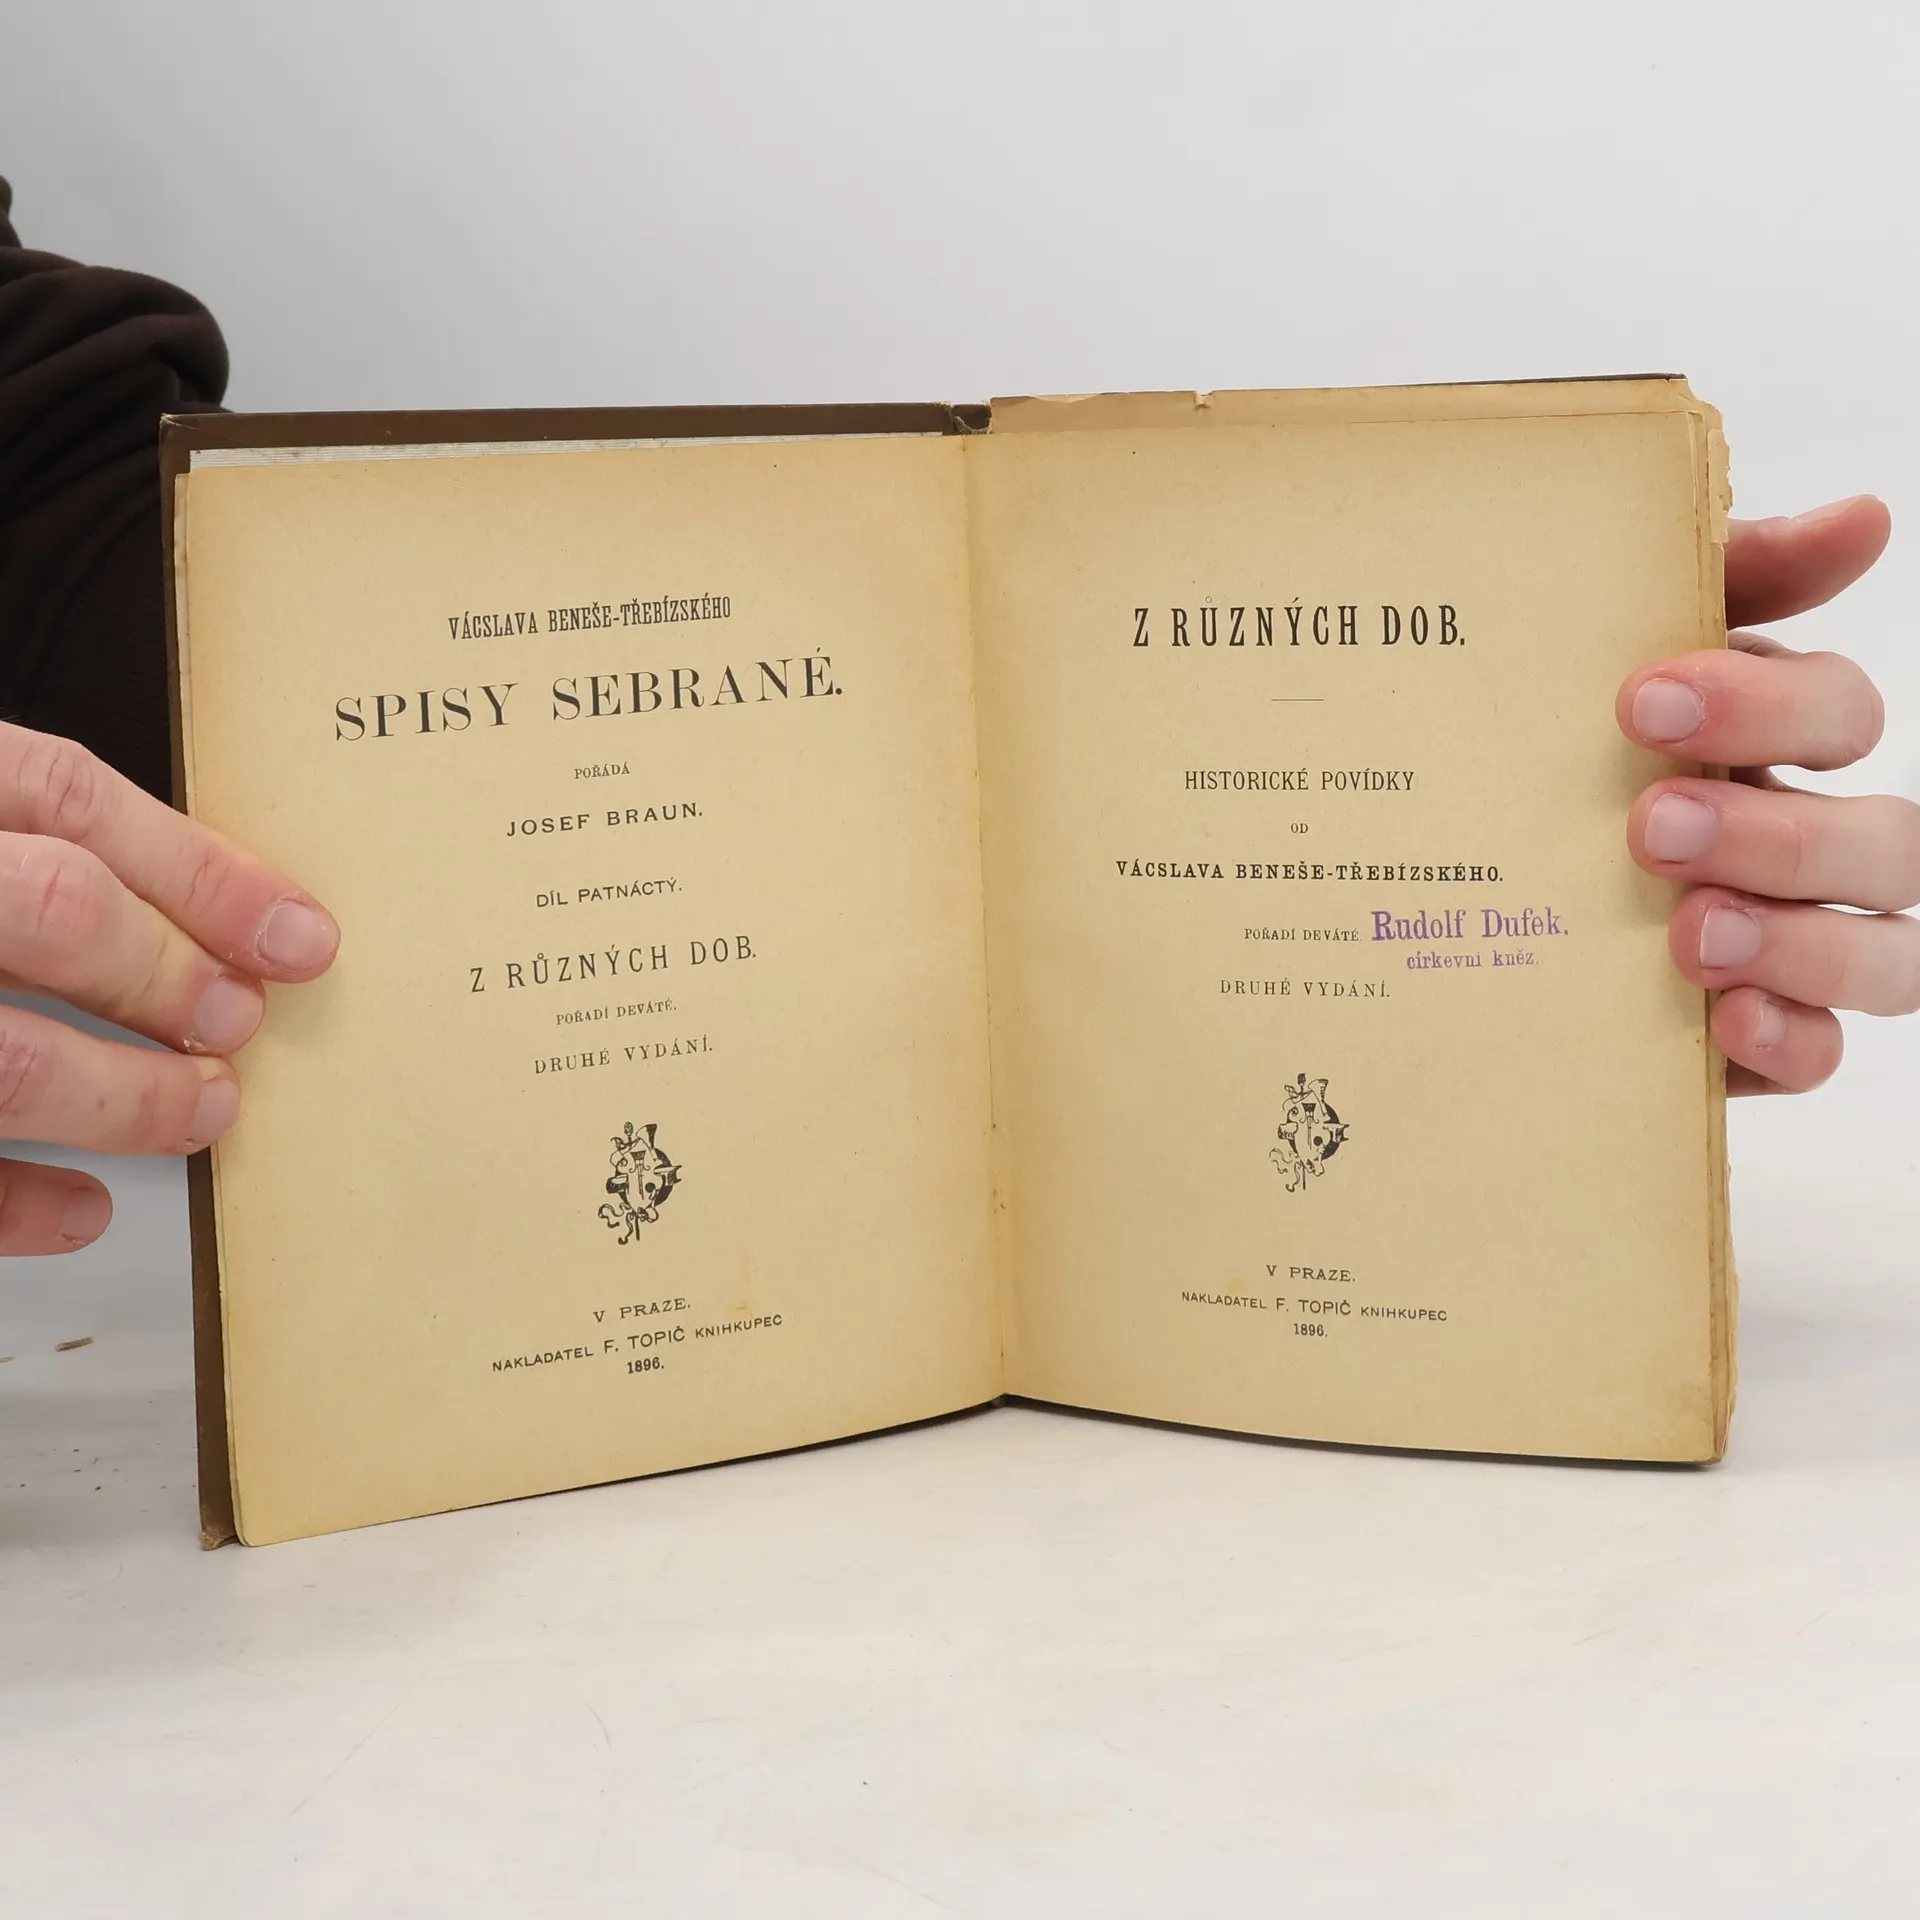 VÁCSLAVA BENEŠE-TŘEBÍZSKÉHO
SPISY SEBRANÉ.
POŘÁDÁ
JOSEF BRAUN.
DÍL PATNÁCTÝ.
Z RŮZNÝCH DOB.
POŘADÍ DEVÁTÉ.
DRUHÉ VYDÁNÍ.
V PRAZE.
NAKLADATEL F. TOPIČ KNIHKUPEC
1896.
Z RŮZNÝCH DOB.
HISTORICKÉ POVÍDKY
OD
VÁCSLAVA BENEŠE-TŘEBÍZSKÉHO.
POŘADÍ DEVÁTÉ. Rudolf Dufek.
církevni kněz.
DRUHÉ VYDÁNÍ.
V PRAZE.
NAKLADATEL F. TOPIČ KNIHKUPEC
1896.